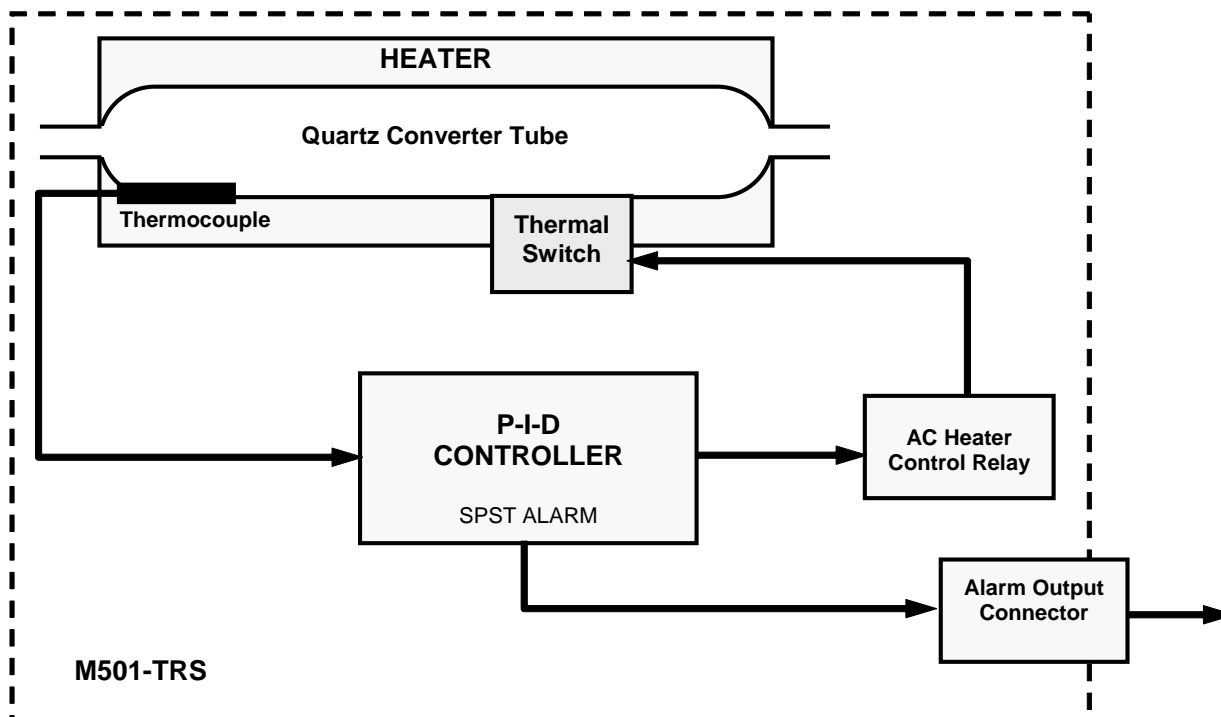 HEATER
Quartz Converter Tube
Thermocouple
Thermal
Switch
P-I-D
CONTROLLER
SPST ALARM
AC Heater
Control Relay
Alarm Output
Connector
M501-TRS